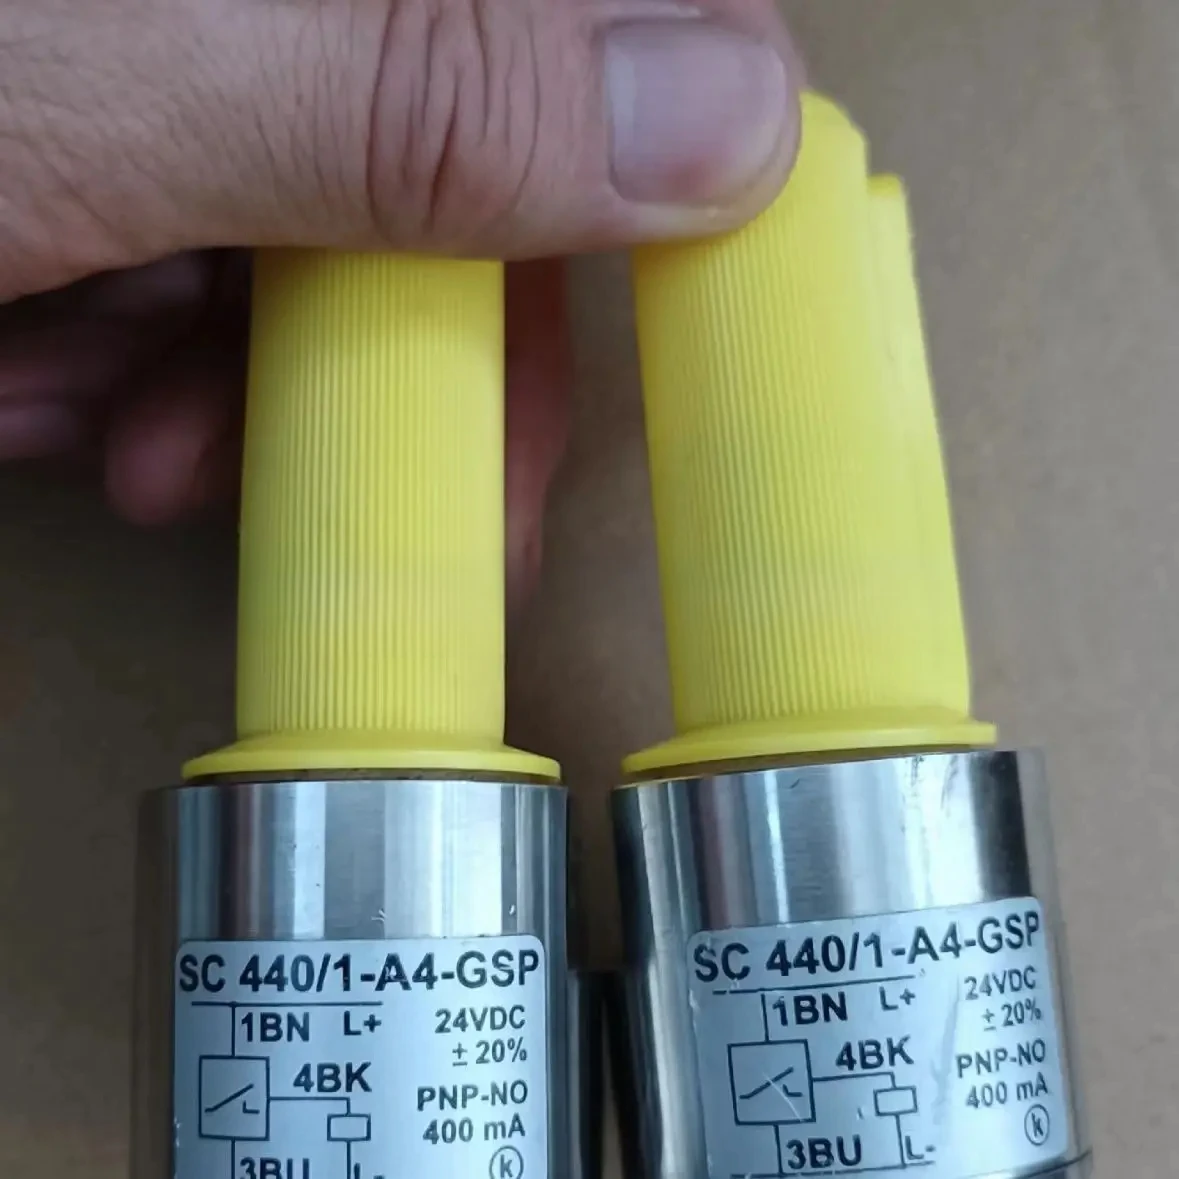 SC 440/1-A4-GSP
1BN L+ 24VDC
± 20%
4BK
PNP-NO
400 mA
3BU L-
k
SC 440/1-A4-GSP
1BN L+ 24VDC
± 20%
4BK
PNP-NO
400 mA
3BU L-
k